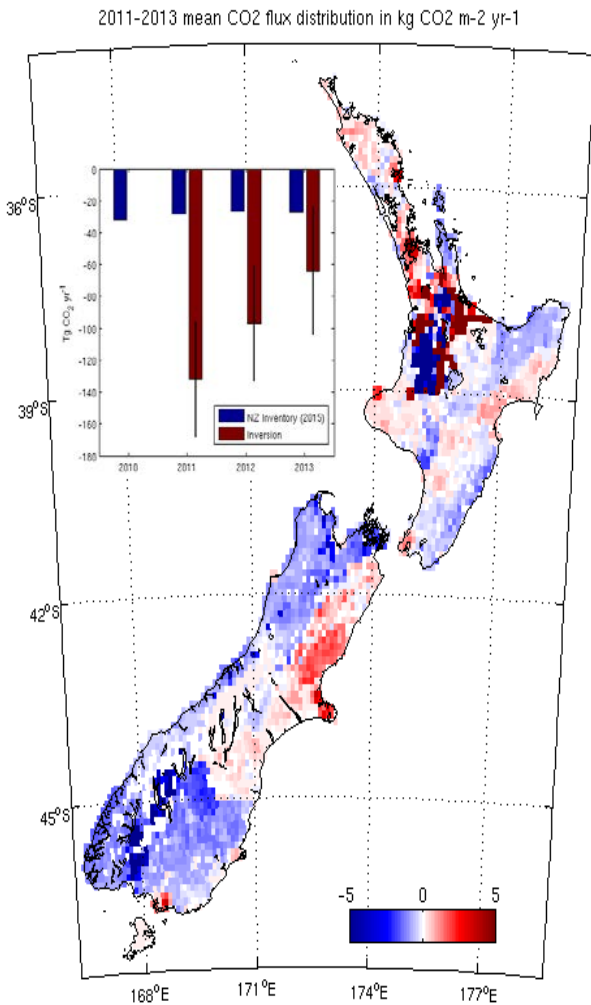 2011-2013 mean CO2 flux distribution in kg CO2 m-2 yr-1
0
-20
-40
-60
-80
-100
-120
-140
-160
-180
Tg CO2 yr-1
NZ Inventory (2015)
Inversion
2010 2011 2012 2013
36°S
39°S
42°S
45°S
-5 0 5
168°E 171°E 174°E 177°E